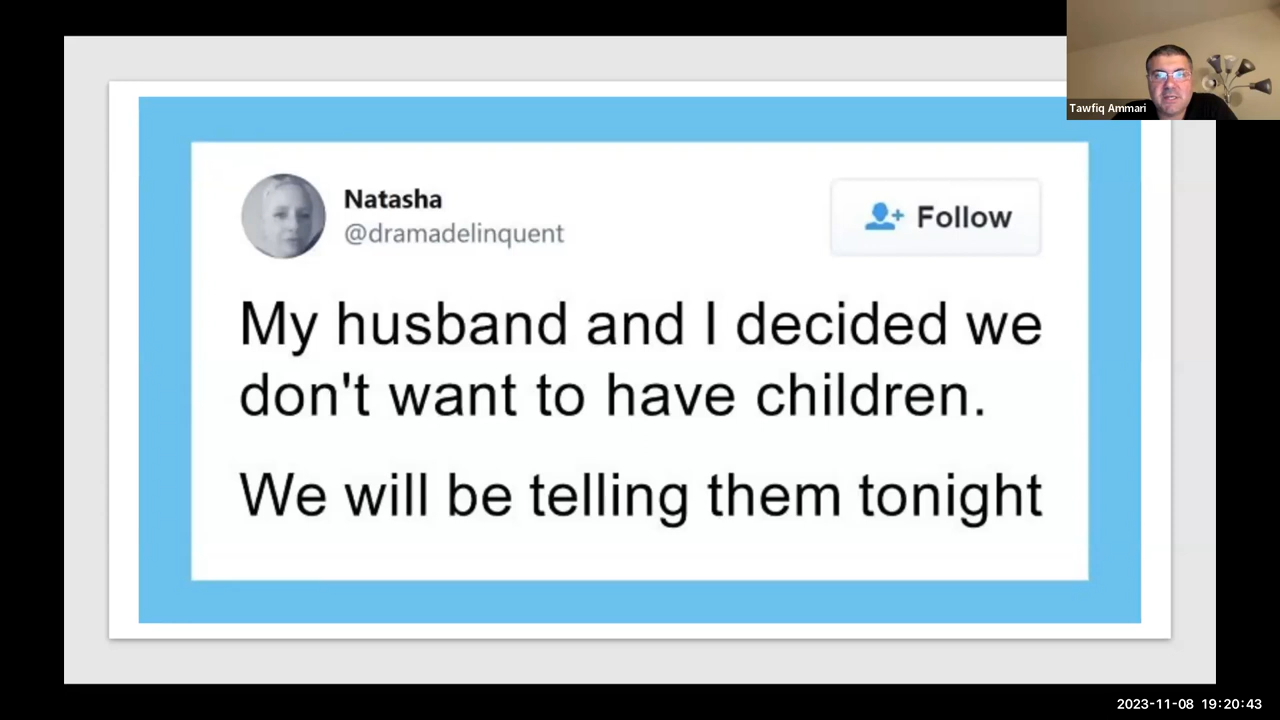 Tawfiq Ammari
Natasha
@dramadelinquent
Follow
My husband and I decided we
don't want to have children.
We will be telling them tonight
2023-11-08 19:20:43